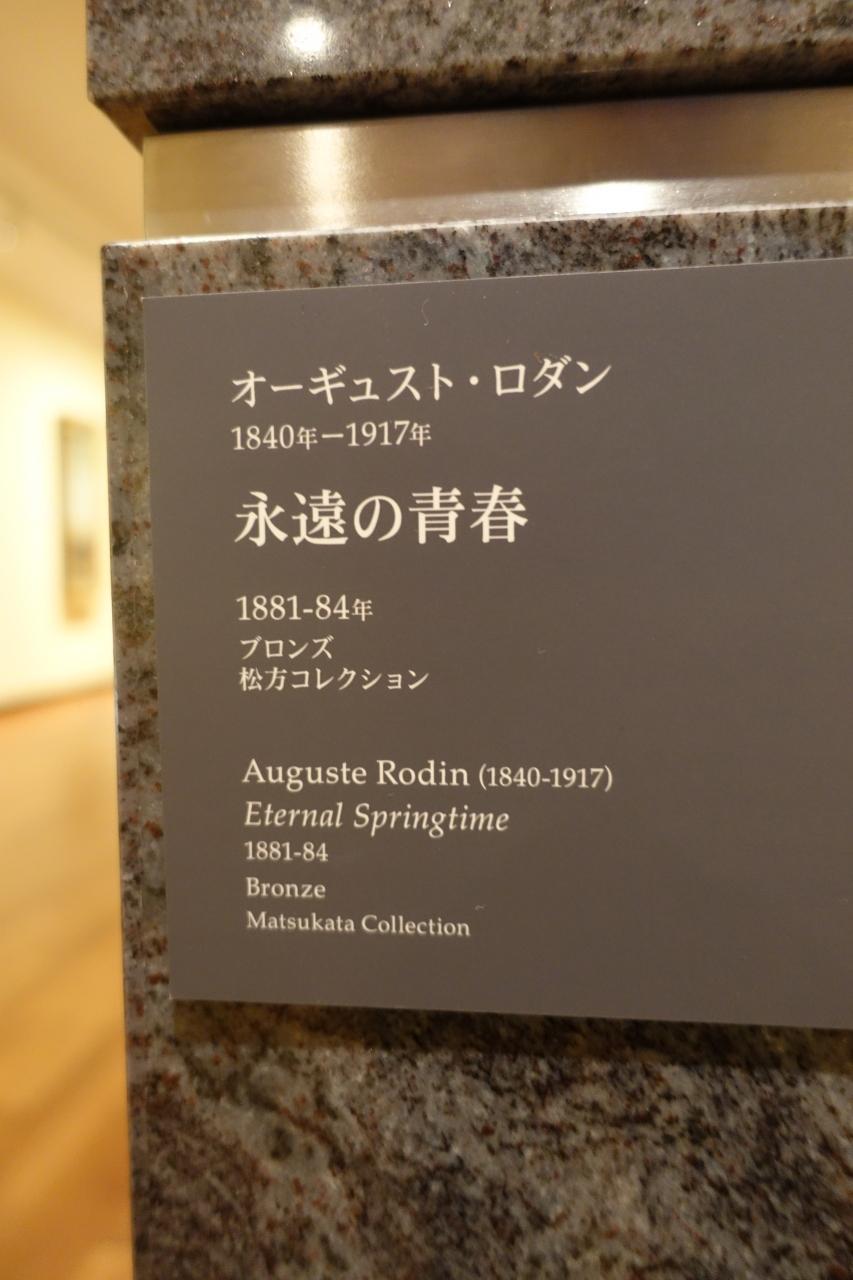 オーギュスト・ロダン
1840年ー1917年
永遠の青春
1881-84年
ブロンズ
松方コレクション
Auguste Rodin (1840-1917)
Eternal Springtime
1881-84
Bronze
Matsukata Collection